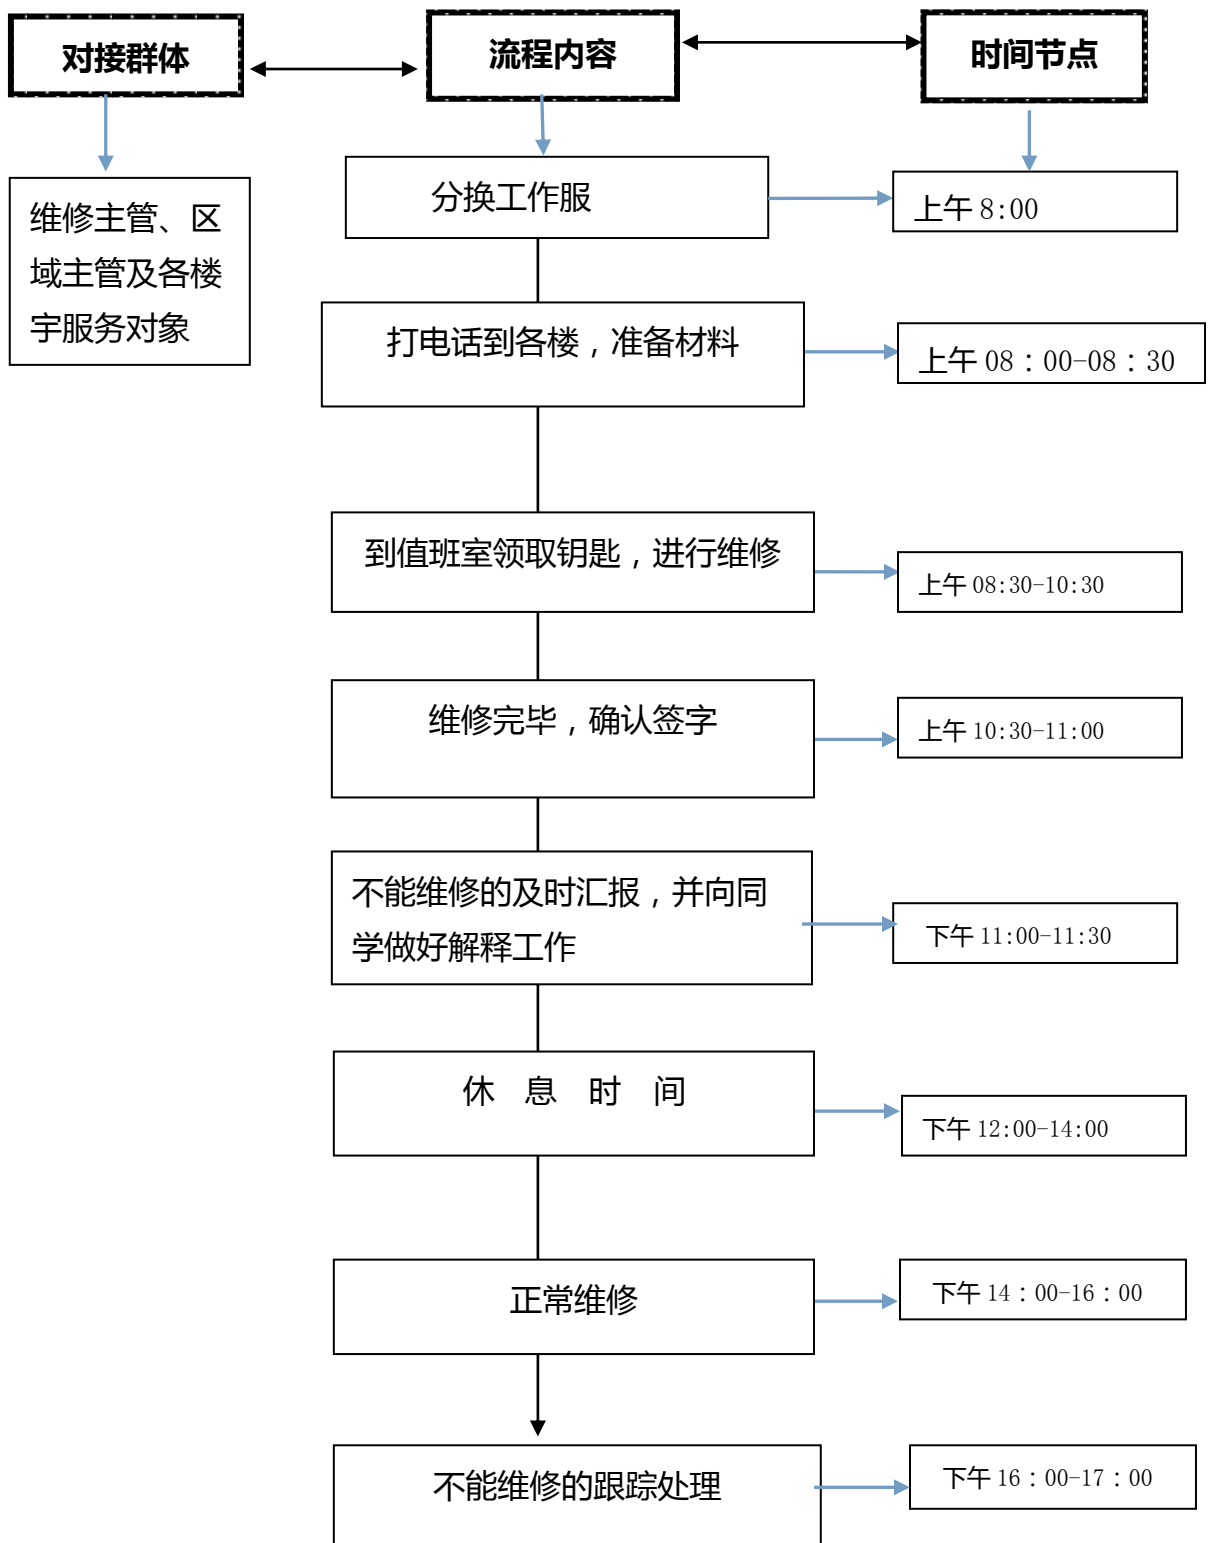 对接群体
流程内容
时间节点
维修主管、区
域主管及各楼
宇服务对象
分换工作服
上午 8:00
打电话到各楼，准备材料
上午 08：00-08：30
到值班室领取钥匙，进行维修
上午 08:30-10:30
维修完毕，确认签字
上午 10:30-11:00
不能维修的及时汇报，并向同
学做好解释工作
下午 11:00-11:30
休 息 时 间
下午 12:00-14:00
正常维修
下午 14：00-16：00
不能维修的跟踪处理
下午 16：00-17：00